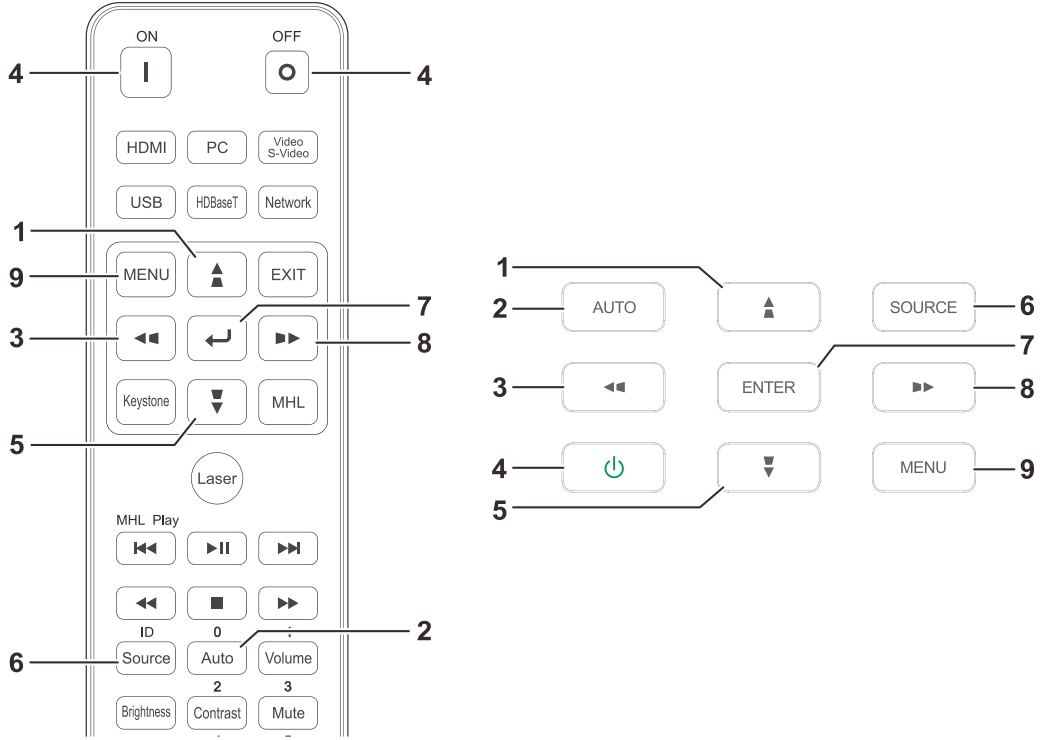 ON OFF
4 4
HDMI PC Video
S-Video
USB HDBaseT Network
1
9 MENU EXIT
7
3 8
Keystone MHL
5
Laser
MHL Play
ID 0
2
6 Source Auto Volume
2 3
Brightness Contrast Mute
1
2 AUTO SOURCE 6
7
3 ENTER 8
4 MENU 9
5